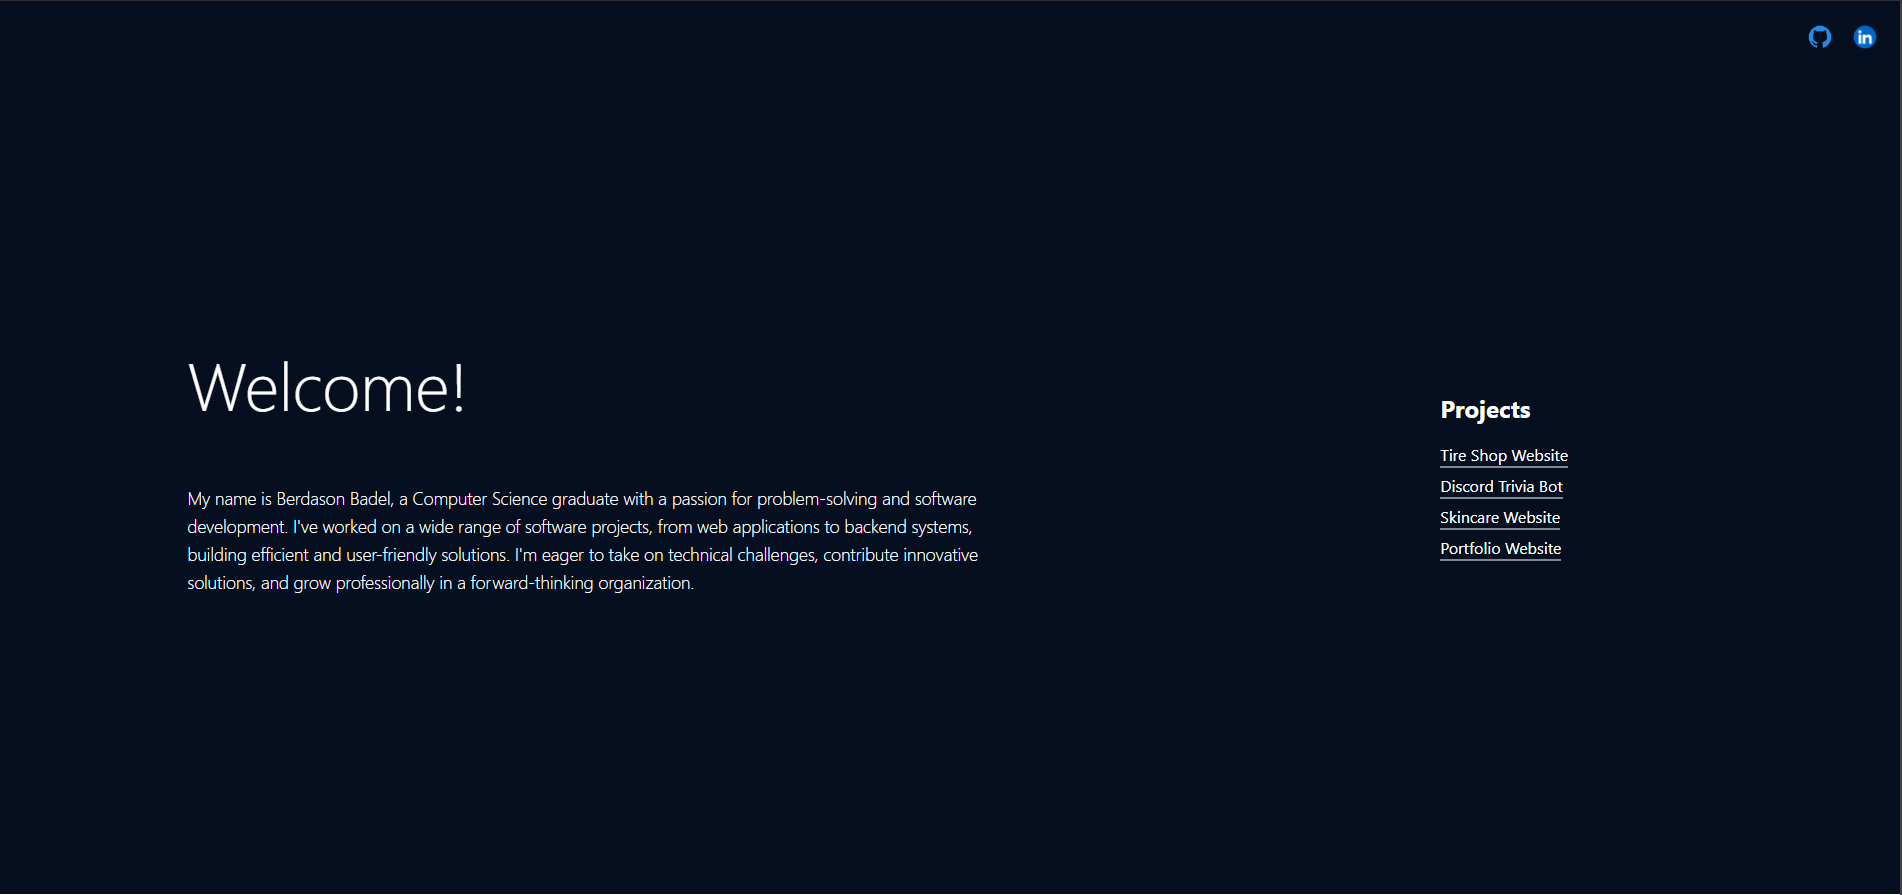 in
Welcome!
My name is Berdason Badel, a Computer Science graduate with a passion for problem-solving and software
development. I've worked on a wide range of software projects, from web applications to backend systems,
building efficient and user-friendly solutions. I'm eager to take on technical challenges, contribute innovative
solutions, and grow professionally in a forward-thinking organization.
Projects
Tire Shop Website
Discord Trivia Bot
Skincare Website
Portfolio Website